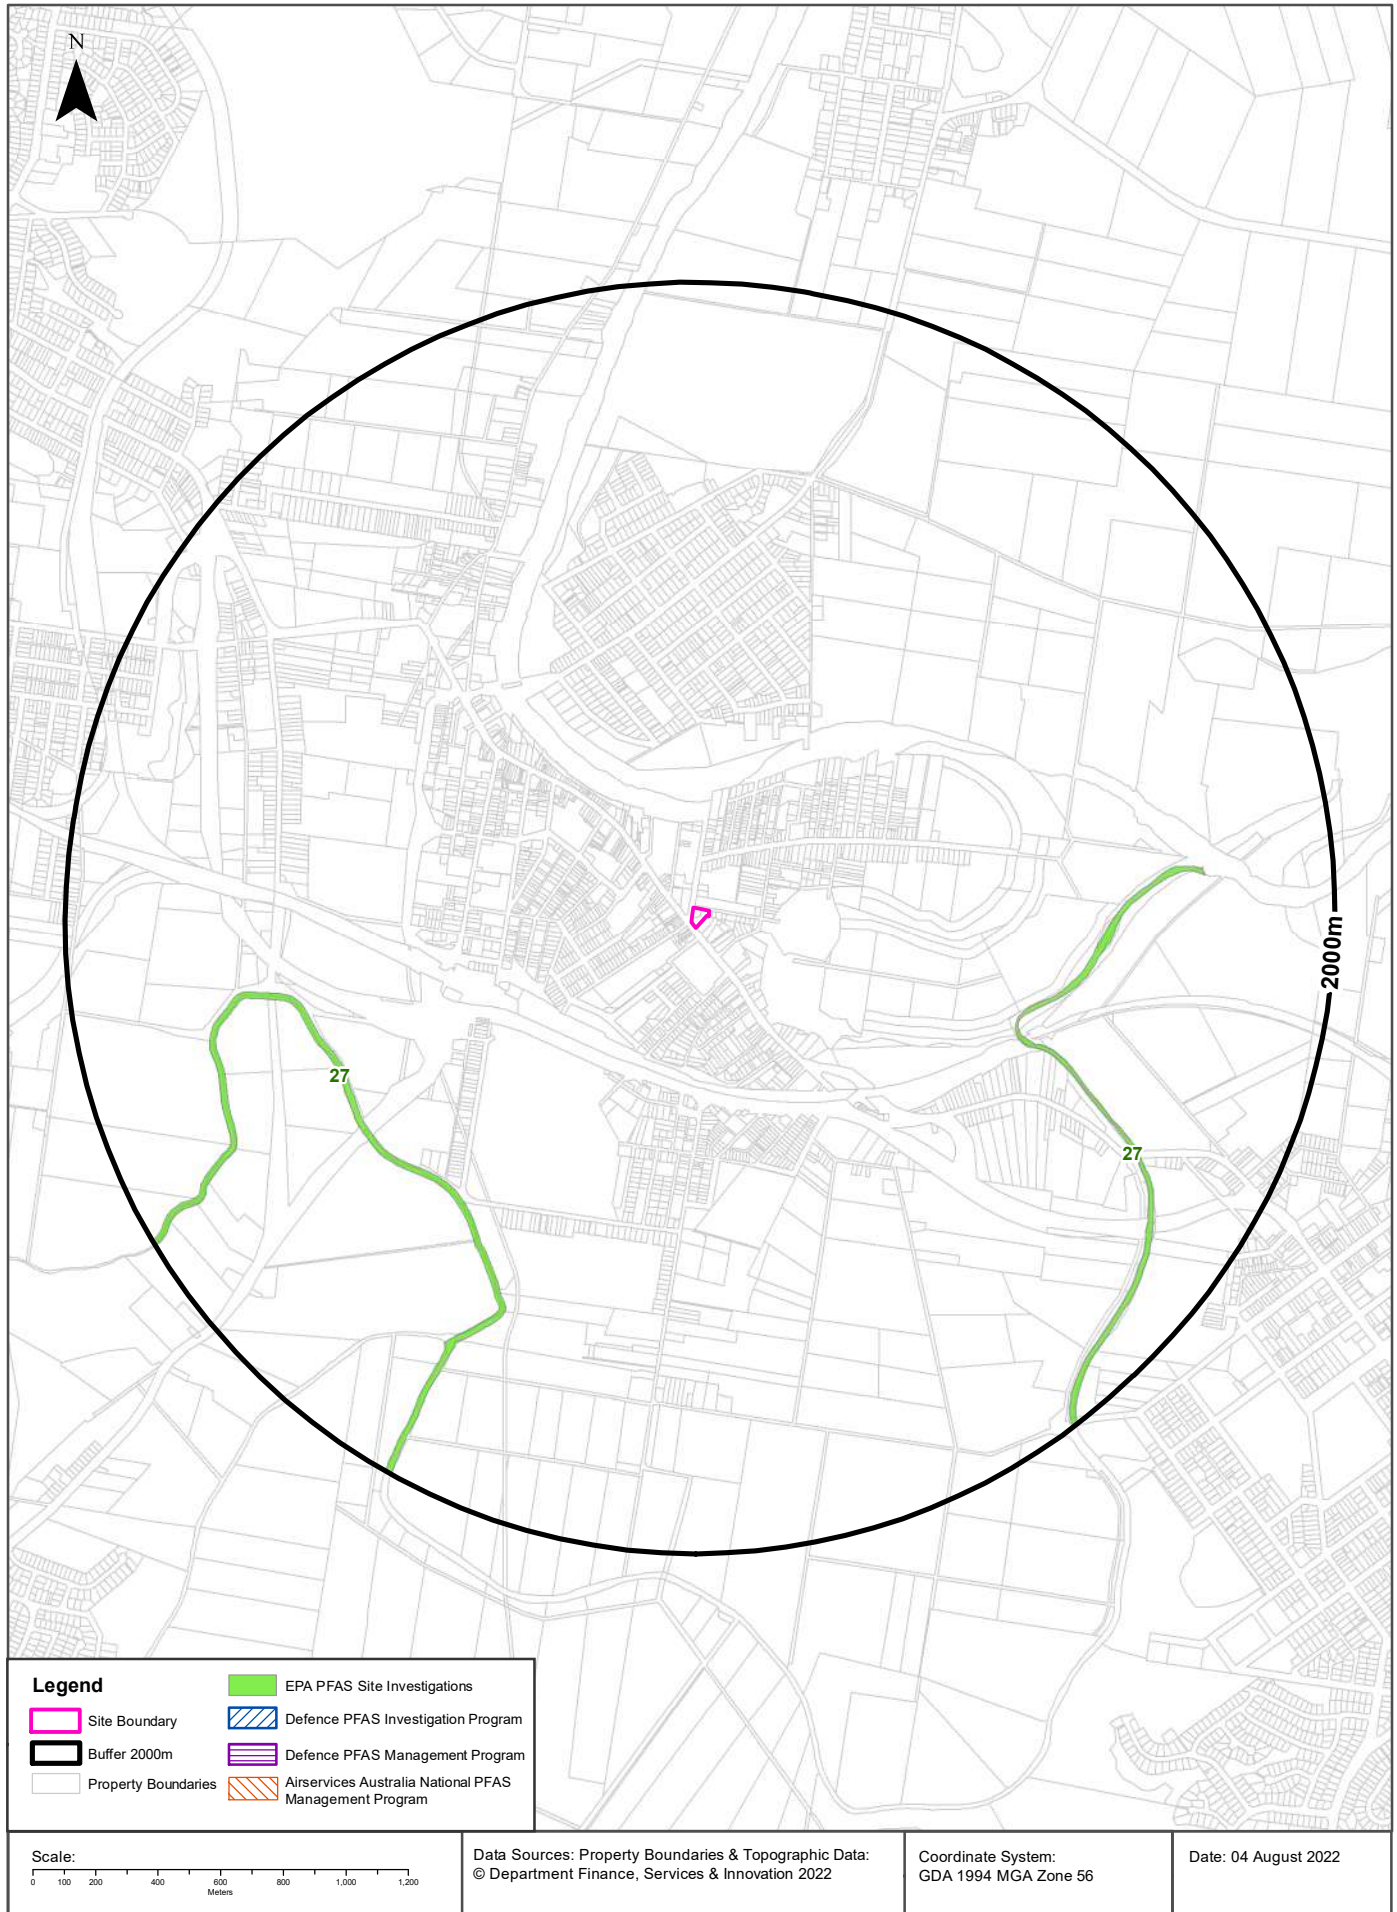 N
2000m
27
27
Legend
Site Boundary
Buffer 2000m
Property Boundaries
EPA PFAS Site Investigations
Defence PFAS Investigation Program
Defence PFAS Management Program
Airservices Australia National PFAS
Management Program
Scale:
0 100 200 400 600 800 1,000 1,200
Meters
Data Sources: Property Boundaries & Topographic Data:
© Department Finance, Services & Innovation 2022
Coordinate System:
GDA 1994 MGA Zone 56
Date: 04 August 2022